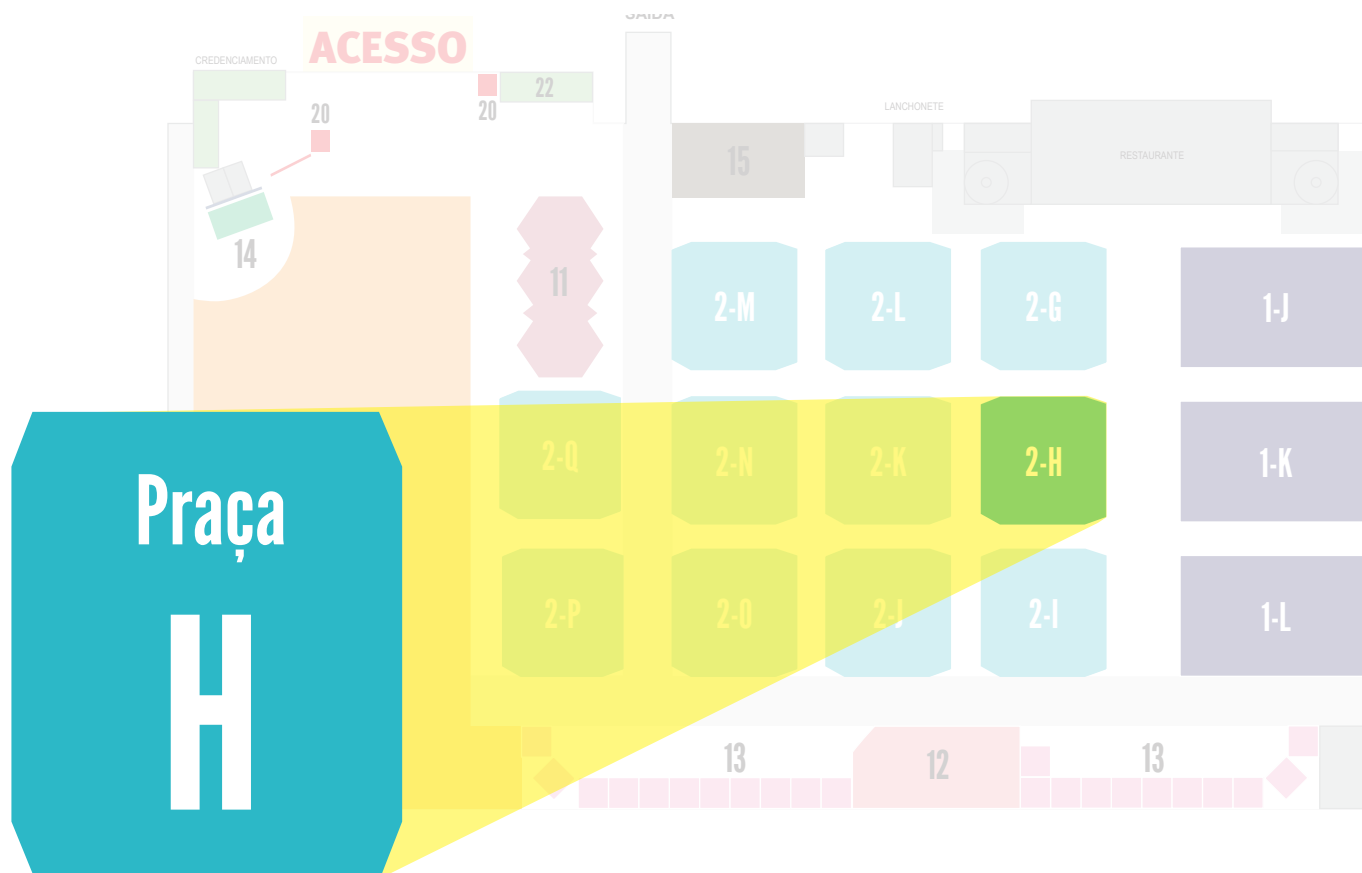 SAÍDA
ACESSO
CREDENCIAMENTO
22
20
20
LANCHONETE
15
RESTAURANTE
14
11
2-M
2-L
2-G
1-J
2-Q
2-N
2-K
2-H
1-K
Praça
H
2-P
2-O
2-J
2-I
1-L
13
12
13